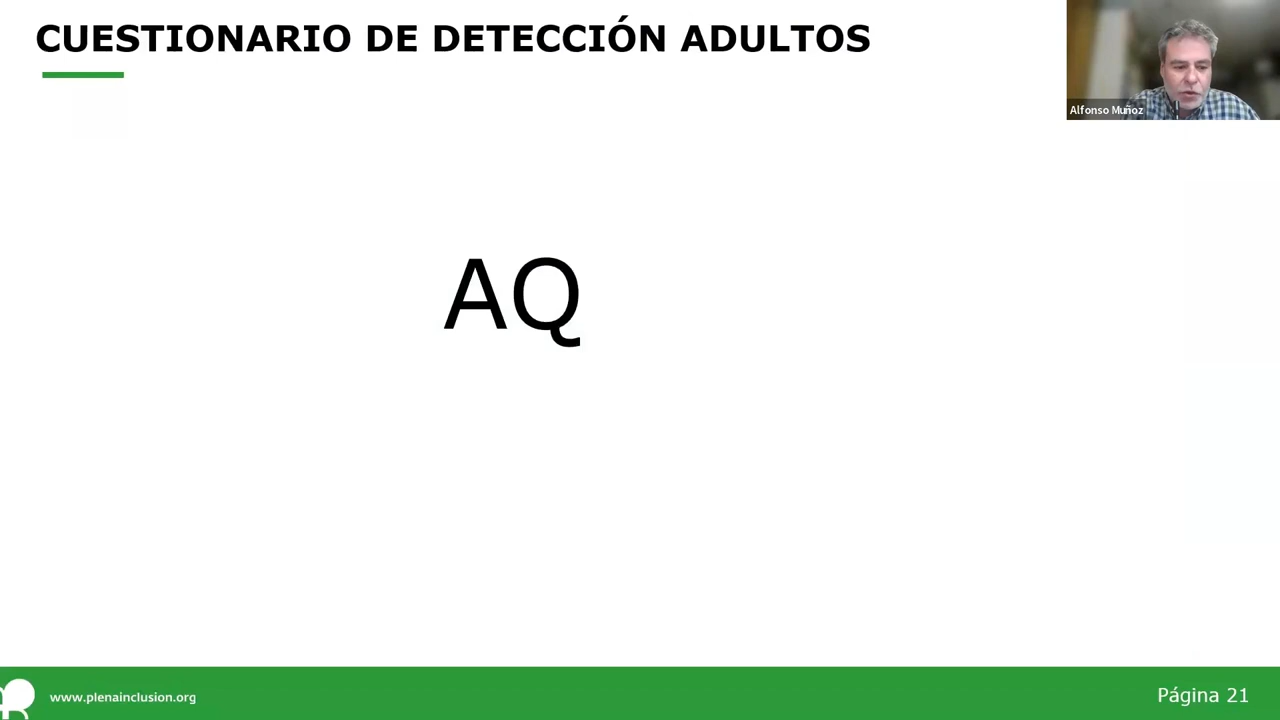 CUESTIONARIO DE DETECCIÓN ADULTOS
Alfonso Muñoz
AQ
www.plenainclusion.org
Página 21